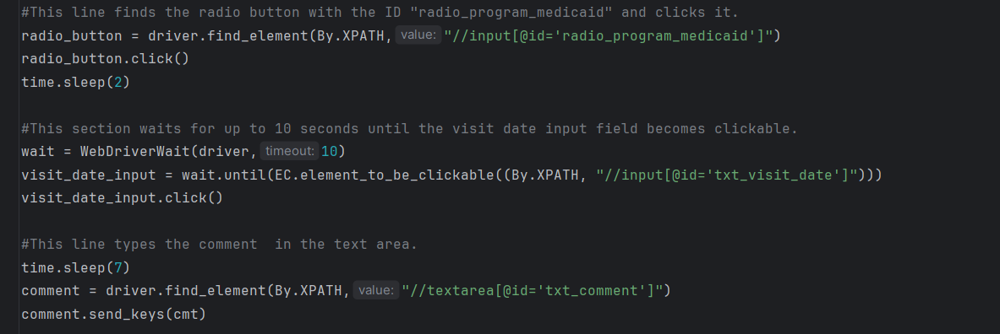 #This line finds the radio button with the ID "radio_program_medicaid" and clicks it.
radio_button = driver.find_element(By.XPATH, value: "//input[@id='radio_program_medicaid']")
radio_button.click()
time.sleep(2)
#This section waits for up to 10 seconds until the visit date input field becomes clickable.
wait = WebDriverWait(driver, timeout: 10)
visit_date_input = wait.until(EC.element_to_be_clickable((By.XPATH, "//input[@id='txt_visit_date']")))
visit_date_input.click()
#This line types the comment  in the text area.
time.sleep(7)
comment = driver.find_element(By.XPATH, value: "//textarea[@id='txt_comment']")
comment.send_keys(cmt)